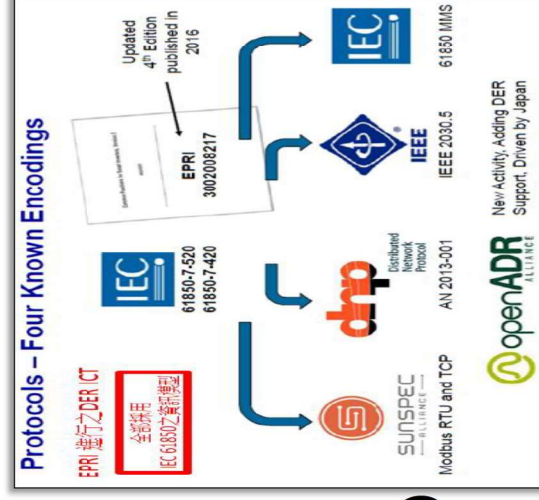 Protocols – Four Known Encodings
EPRI 進行之DER ICT
全部採用
IEC 61850之資訊模型
IEC
61850-7-520
61850-7-420
EPRI
3002008217
Updated
4th Edition
published in
2016
SUNSPEC
ALLIANCE
Modbus RTU and TCP
dnp
Distributed
Network
Protocol
AN 2013-001
IEEE
®
IEEE 2030.5
IEC
61850 MMS
openADR
ALLIANCE
New Activity, Adding DER
Support, Driven by Japan